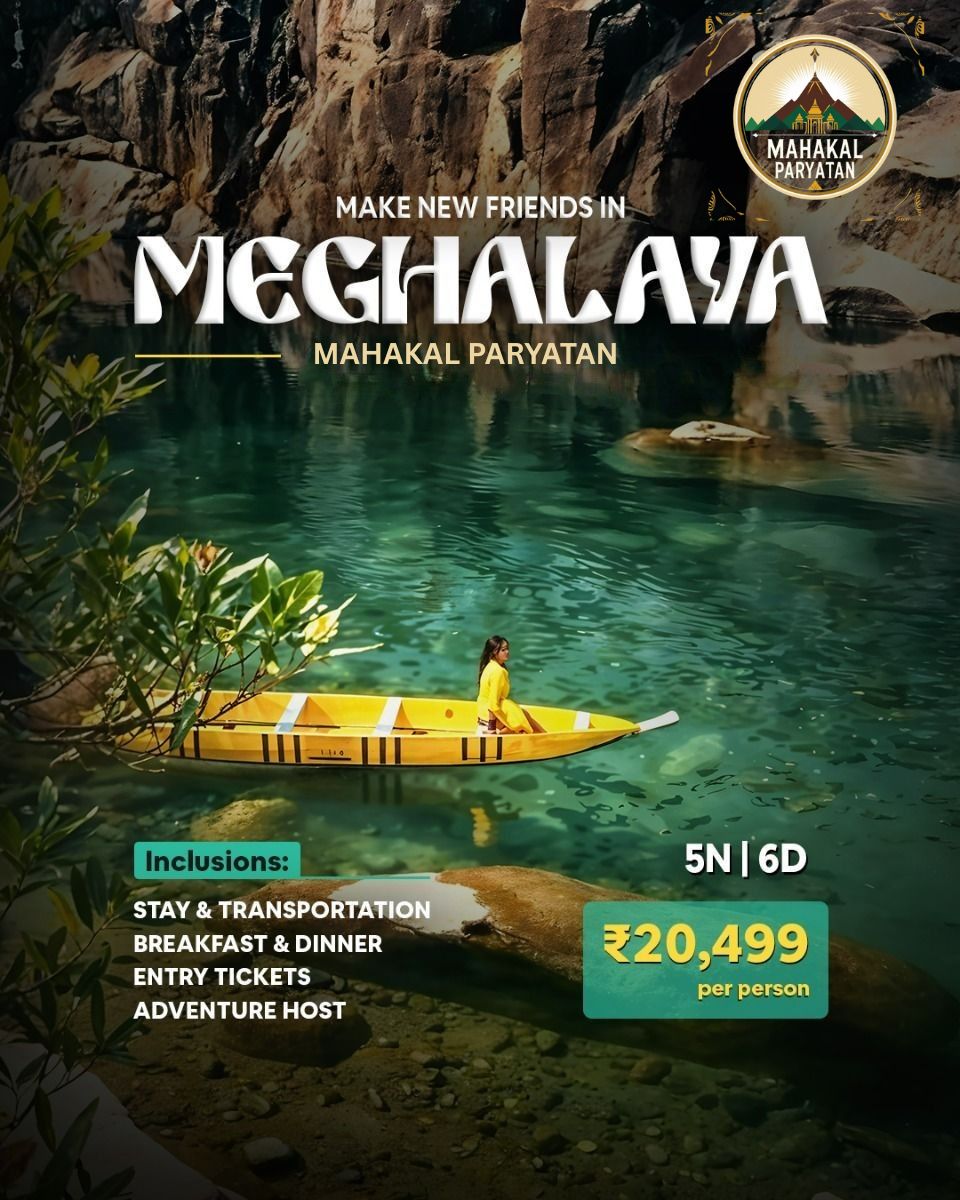 MAHAKAL
PARYATAN
MAKE NEW FRIENDS IN
MEGHALAYA
MAHAKAL PARYATAN
Inclusions:
STAY & TRANSPORTATION
BREAKFAST & DINNER
ENTRY TICKETS
ADVENTURE HOST
5N | 6D
₹20,499
per person